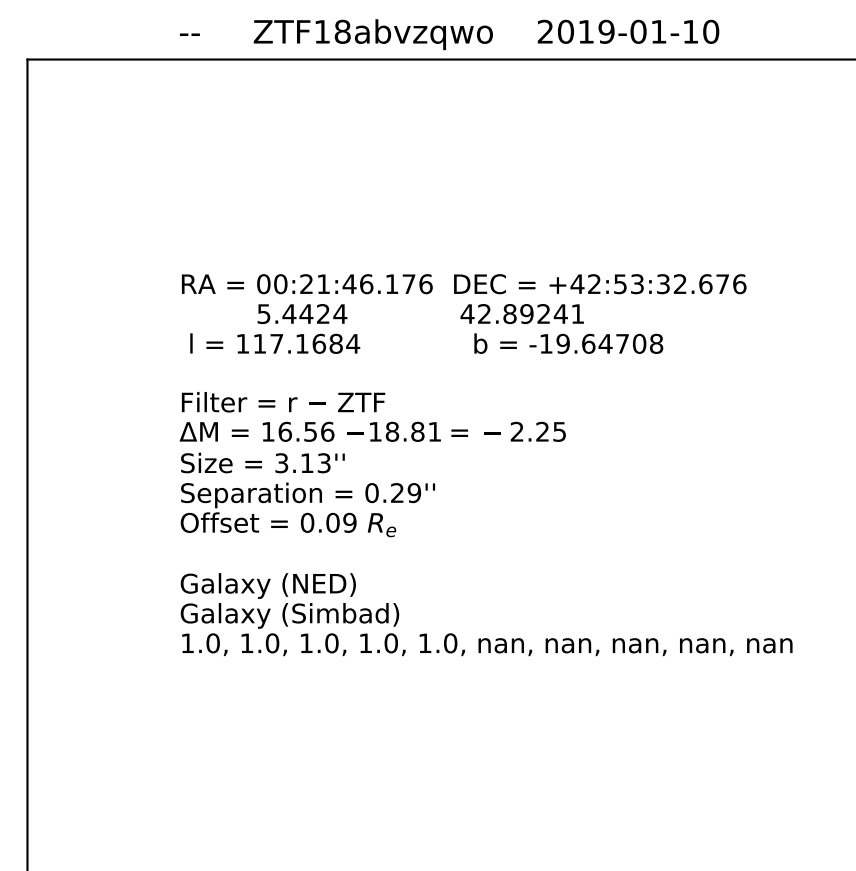 -- ZTF18abvzqwo 2019-01-10
RA = 00:21:46.176 DEC = +42:53:32.676
5.4424 42.89241
l = 117.1684 b = -19.64708
Filter = r − ZTF
ΔM = 16.56 −18.81 = −2.25
Size = 3.13''
Separation = 0.29''
Offset = 0.09 Rₑ
Galaxy (NED)
Galaxy (Simbad)
1.0, 1.0, 1.0, 1.0, 1.0, nan, nan, nan, nan, nan